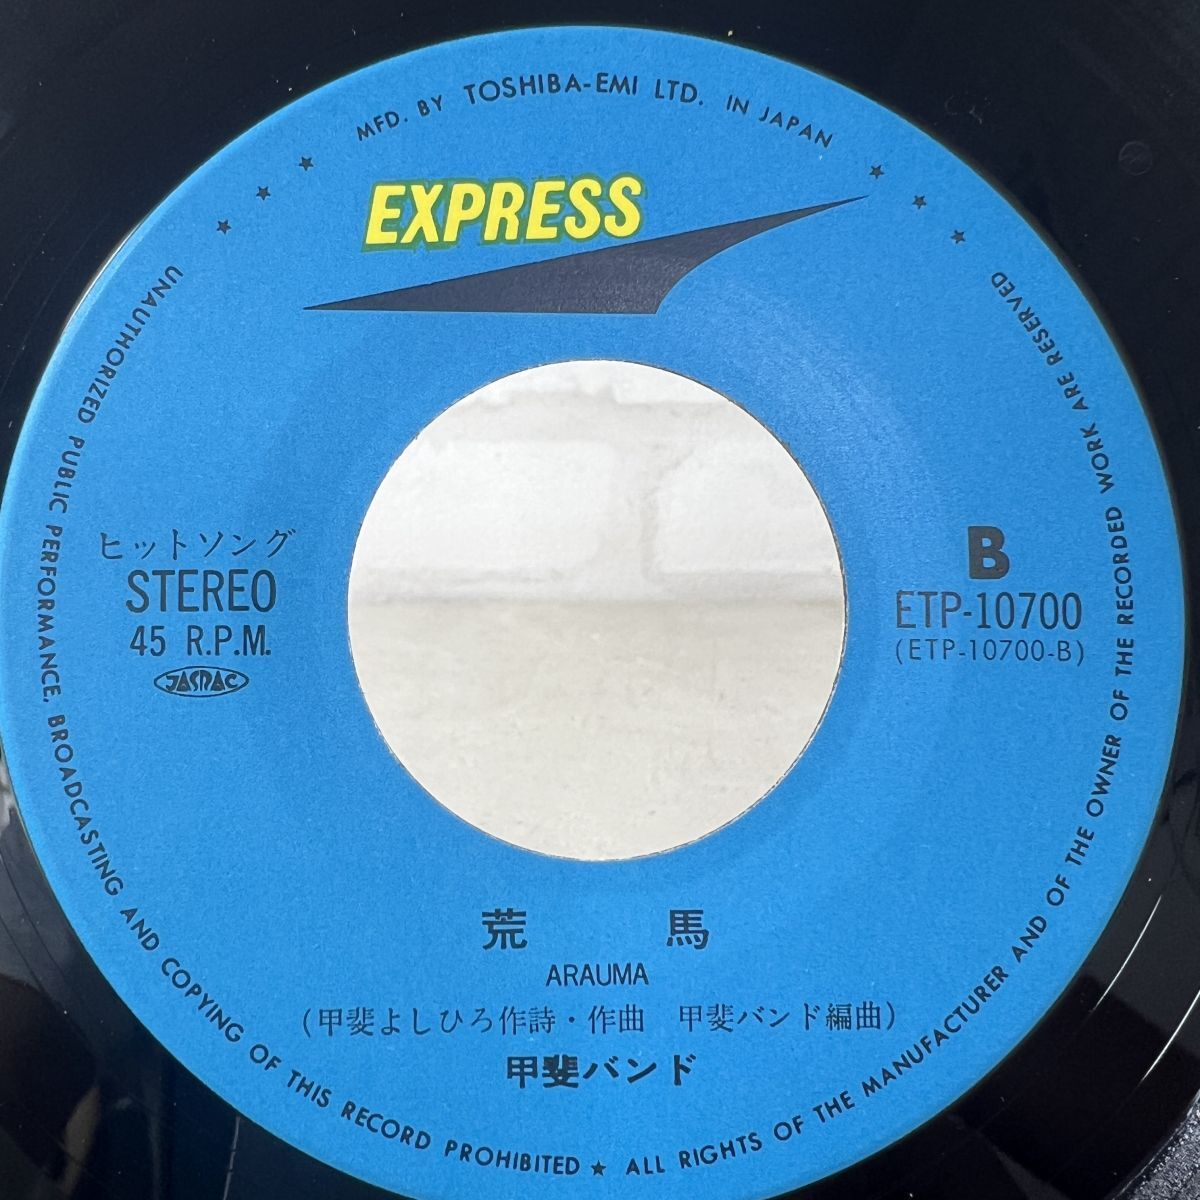 MFD. BY TOSHIBA-EMI LTD. IN JAPAN
EXPRESS
ヒットソング
STEREO
45 R.P.M.
JASRAC
B
ETP-10700
(ETP-10700-B)
荒 馬
ARAUMA
(甲斐よしひろ作詩・作曲 甲斐バンド編曲)
甲斐バンド
UNAUTHORIZED PUBLIC PERFORMANCE, BROADCASTING AND COPYING OF THIS RECORD PROHIBITED ★ ALL RIGHTS OF THE MANUFACTURER AND OF THE OWNER OF THE RECORDED WORK ARE RESERVED